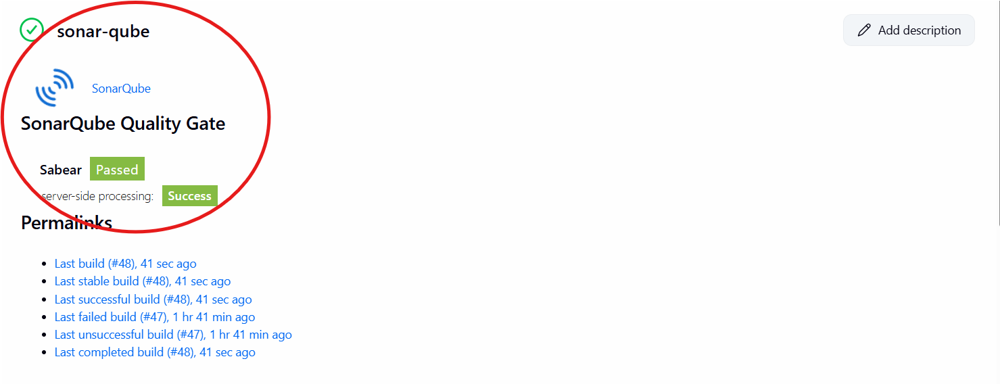 sonar-qube
Add description
SonarQube
SonarQube Quality Gate
Sabear Passed
server-side processing: Success
Permalinks
Last build (#48), 41 sec ago
Last stable build (#48), 41 sec ago
Last successful build (#48), 41 sec ago
Last failed build (#47), 1 hr 41 min ago
Last unsuccessful build (#47), 1 hr 41 min ago
Last completed build (#48), 41 sec ago